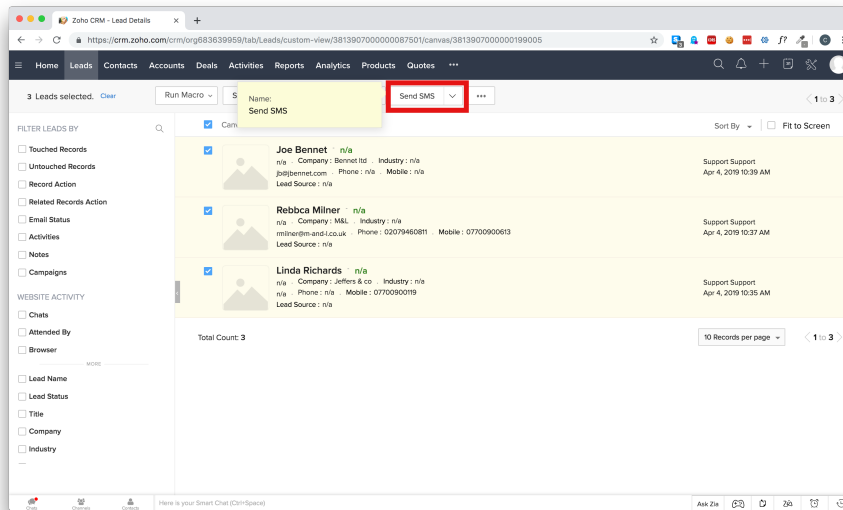 Zoho CRM - Lead Details
https://crm.zoho.com/crm/org683639959/tab/Leads/custom-view/3813907000000087501/canvas/3813907000000199005
Home Leads Contacts Accounts Deals Activities Reports Analytics Products Quotes
3 Leads selected. Clear Run Macro S Send SMS 1 to 3
Name:
Send SMS
FILTER LEADS BY
Sort By Fit to Screen
Touched Records
Untouched Records
Record Action
Related Records Action
Email Status
Activities
Notes
Campaigns
WEBSITE ACTIVITY
Chats
Attended By
Browser
MORE
Lead Name
Lead Status
Title
Company
Industry
Joe Bennet n/a
n/a Company : Bennet ltd Industry : n/a
jb@jbennet.com Phone : n/a Mobile : n/a
Lead Source : n/a
Support Support
Apr 4, 2019 10:39 AM
Rebbca Milner n/a
n/a Company : M&L Industry : n/a
rmilner@m-and-l.co.uk Phone : 02079460811 Mobile : 07700900613
Lead Source : n/a
Support Support
Apr 4, 2019 10:37 AM
Linda Richards n/a
n/a Company : Jeffers & co Industry : n/a
n/a Phone : n/a Mobile : 07700900119
Lead Source : n/a
Support Support
Apr 4, 2019 10:35 AM
Total Count: 3 10 Records per page 1 to 3
Chats Channels Contacts Here is your Smart Chat (Ctrl+Space) Ask Zia